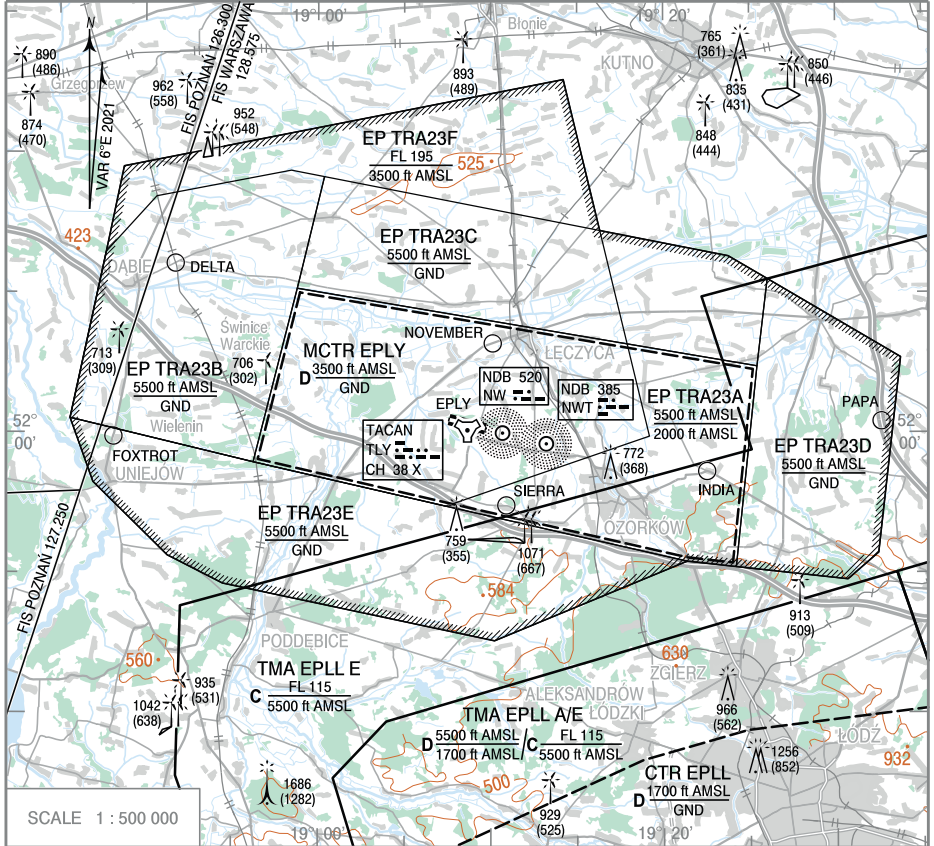 19° 00'
19° 20'
Błonie
890
(486)
N
Grzegorzew
962
(558)
FIS POZNAŃ 126.300
FIS WARSZAWA
128.575
893
(489)
KUTNO
765
(361)
850
(446)
835
(431)
874
(470)
952
(548)
848
(444)
VAR 6°E 2021
EP TRA23F
FL 195
3500 ft AMSL
525
423
DĄBIE
DELTA
EP TRA23C
5500 ft AMSL
GND
Świnice
Warckie
NOVEMBER
ŁĘCZYCA
713
(309)
706
(302)
MCTR EPLY
D 3500 ft AMSL
GND
EP TRA23B
5500 ft AMSL
GND
Wielenin
NDB 520
NW
NDB 385
NWT
EP TRA23A
5500 ft AMSL
2000 ft AMSL
PAPA
EPLY
TACAN
TLY
CH 38 X
52°
00'
52°
00'
EP TRA23D
5500 ft AMSL
GND
FOXTROT
UNIEJÓW
772
(368)
INDIA
SIERRA
EP TRA23E
5500 ft AMSL
GND
OZORKÓW
759
(355)
1071
(667)
FIS POZNAŃ 127.250
584
913
(509)
PODDĘBICE
560
630
ZGIERZ
TMA EPLL E
C FL 115
5500 ft AMSL
935
(531)
1042
(638)
ALEKSANDRÓW
ŁÓDZKI
966
(562)
TMA EPLL A/E
D 5500 ft AMSL / C FL 115
1700 ft AMSL 5500 ft AMSL
ŁÓDŹ
1256
(852)
932
CTR EPLL
D 1700 ft AMSL
GND
1686
(1282)
500
929
(525)
SCALE 1 : 500 000
19° 00'
19° 20'